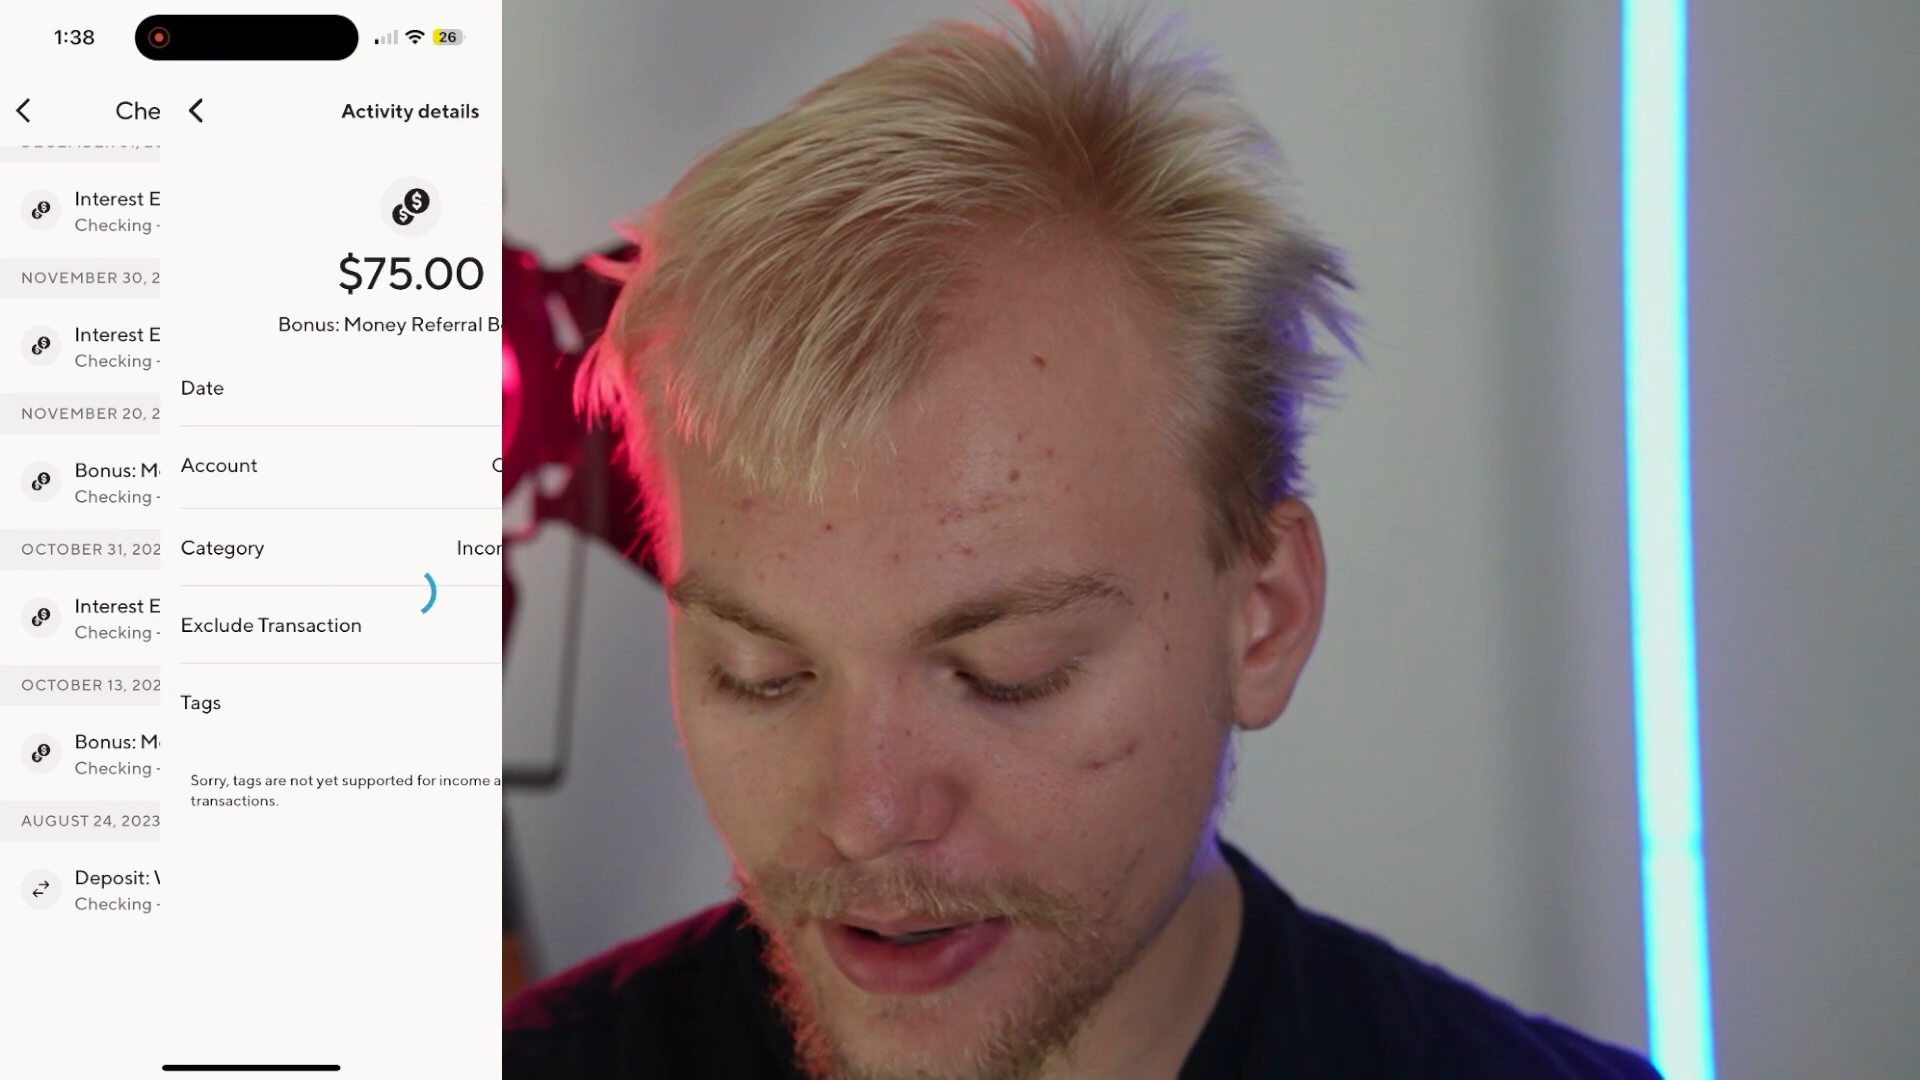 1:38
26
Che
Activity details
Interest E
Checking -
NOVEMBER 30, 2
Interest E
Checking -
NOVEMBER 20, 2
Bonus: M
Checking -
OCTOBER 31, 202
Interest E
Checking -
OCTOBER 13, 202
Bonus: M
Checking -
AUGUST 24, 2023
Deposit:
Checking -
$75.00
Bonus: Money Referral B
Date
Account
Category
Incor
Exclude Transaction
Tags
Sorry, tags are not yet supported for income a
transactions.